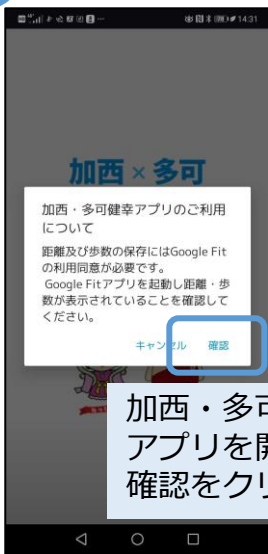 14:31
加西×多可
加西・多可健幸アプリのご利用
について
距離及び歩数の保存にはGoogle Fit
の利用同意が必要です。
Google Fitアプリを起動し距離・歩
数が表示されていることを確認して
ください。
キャンセル 確認
加西・多可
アプリを開
確認をクリ